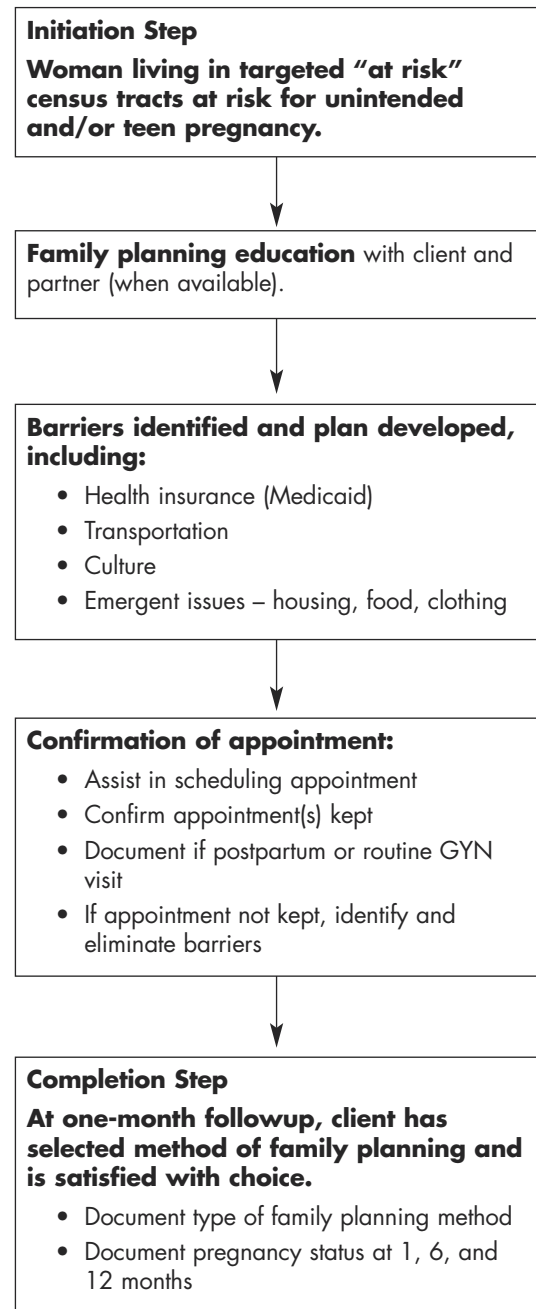 Initiation Step
Woman living in targeted “at risk”
census tracts at risk for unintended
and/or teen pregnancy.
Family planning education with client and
partner (when available).
Barriers identified and plan developed,
including:
• Health insurance (Medicaid)
• Transportation
• Culture
• Emergent issues – housing, food, clothing
Confirmation of appointment:
• Assist in scheduling appointment
• Confirm appointment(s) kept
• Document if postpartum or routine GYN
visit
• If appointment not kept, identify and
eliminate barriers
Completion Step
At one-month followup, client has
selected method of family planning and
is satisfied with choice.
• Document type of family planning method
• Document pregnancy status at 1, 6, and
12 months